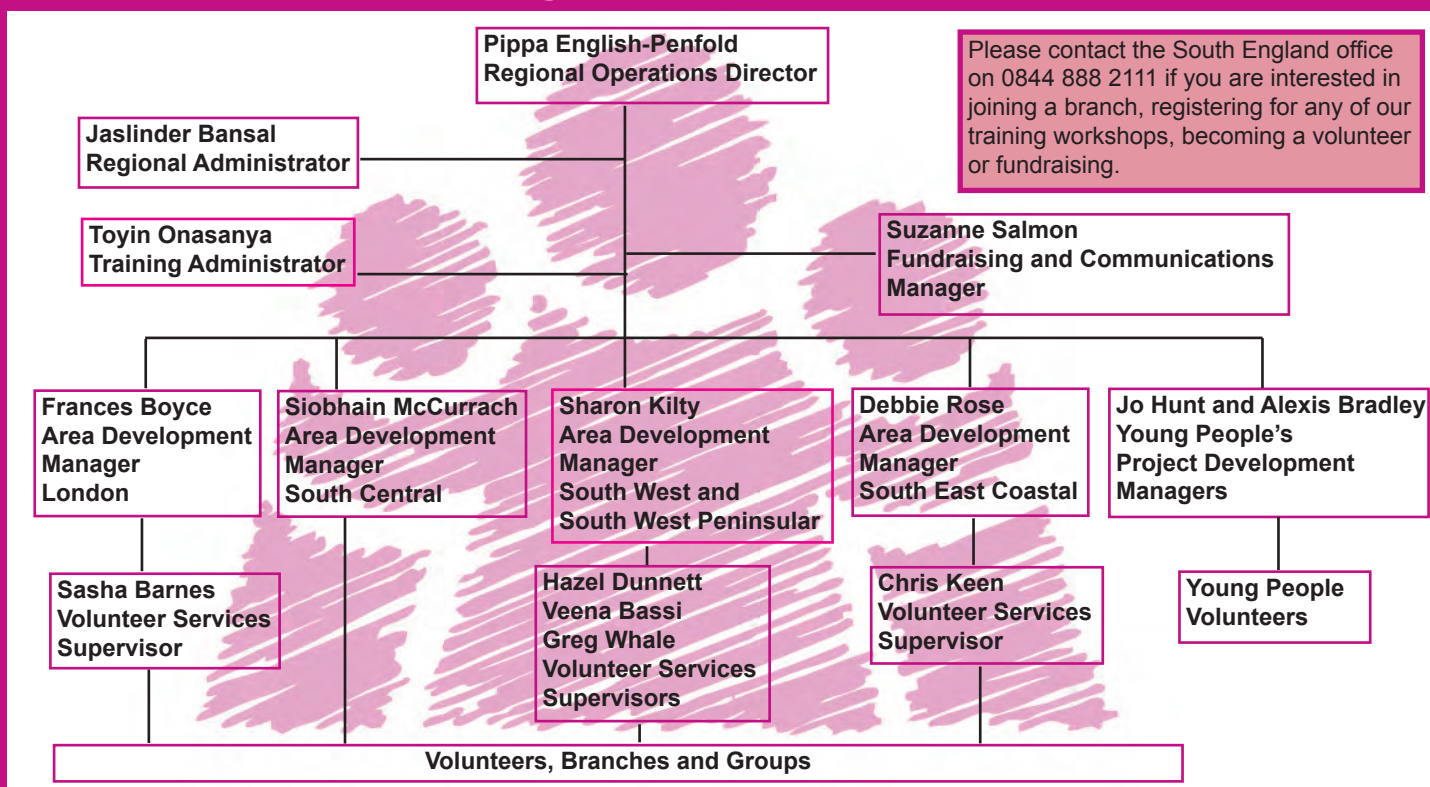 Pippa English-Penfold
Regional Operations Director
Please contact the South England office
on 0844 888 2111 if you are interested in
joining a branch, registering for any of our
training workshops, becoming a volunteer
or fundraising.
Jaslinder Bansal
Regional Administrator
Toyin Onasanya
Training Administrator
Suzanne Salmon
Fundraising and Communications
Manager
Frances Boyce
Area Development
Manager
London
Siobhain McCurrach
Area Development
Manager
South Central
Sharon Kilty
Area Development
Manager
South West and
South West Peninsular
Debbie Rose
Area Development
Manager
South East Coastal
Jo Hunt and Alexis Bradley
Young People’s
Project Development
Managers
Sasha Barnes
Volunteer Services
Supervisor
Hazel Dunnett
Veena Bassi
Greg Whale
Volunteer Services
Supervisors
Chris Keen
Volunteer Services
Supervisor
Young People
Volunteers
Volunteers, Branches and Groups